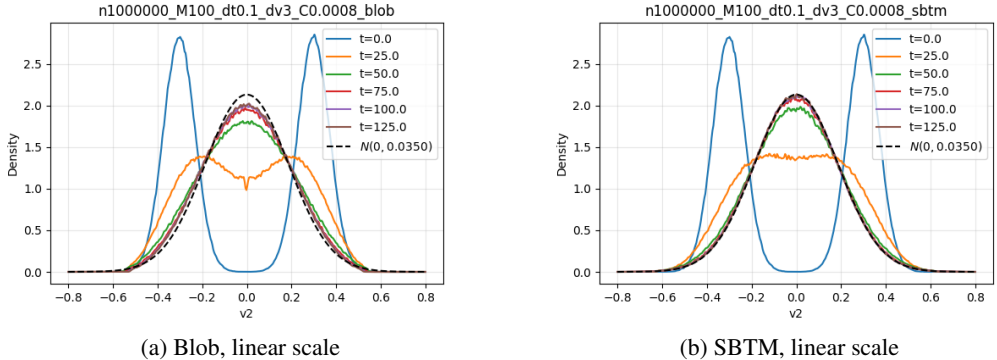 n1000000_M100_dt0.1_dv3_C0.0008_blob
Density
2.5
2.0
1.5
1.0
0.5
0.0
t=0.0
t=25.0
t=50.0
t=75.0
t=100.0
t=125.0
N(0, 0.0350)
−0.8 −0.6 −0.4 −0.2 0.0 0.2 0.4 0.6 0.8
v2
(a) Blob, linear scale
n1000000_M100_dt0.1_dv3_C0.0008_sbtm
Density
2.5
2.0
1.5
1.0
0.5
0.0
t=0.0
t=25.0
t=50.0
t=75.0
t=100.0
t=125.0
N(0, 0.0350)
−0.8 −0.6 −0.4 −0.2 0.0 0.2 0.4 0.6 0.8
v2
(b) SBTM, linear scale